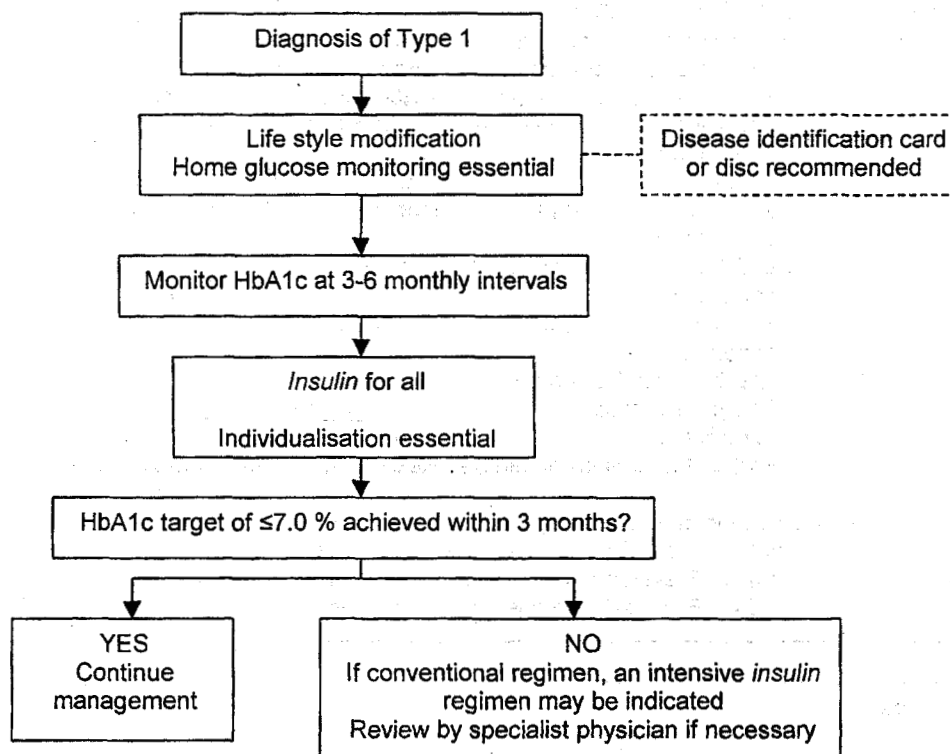 Diagnosis of Type 1
Life style modification
Home glucose monitoring essential
Disease identification card
or disc recommended
Monitor HbA1c at 3-6 monthly intervals
Insulin for all
Individualisation essential
HbA1c target of ≤7.0 % achieved within 3 months?
YES
Continue
management
NO
If conventional regimen, an intensive insulin
regimen may be indicated
Review by specialist physician if necessary